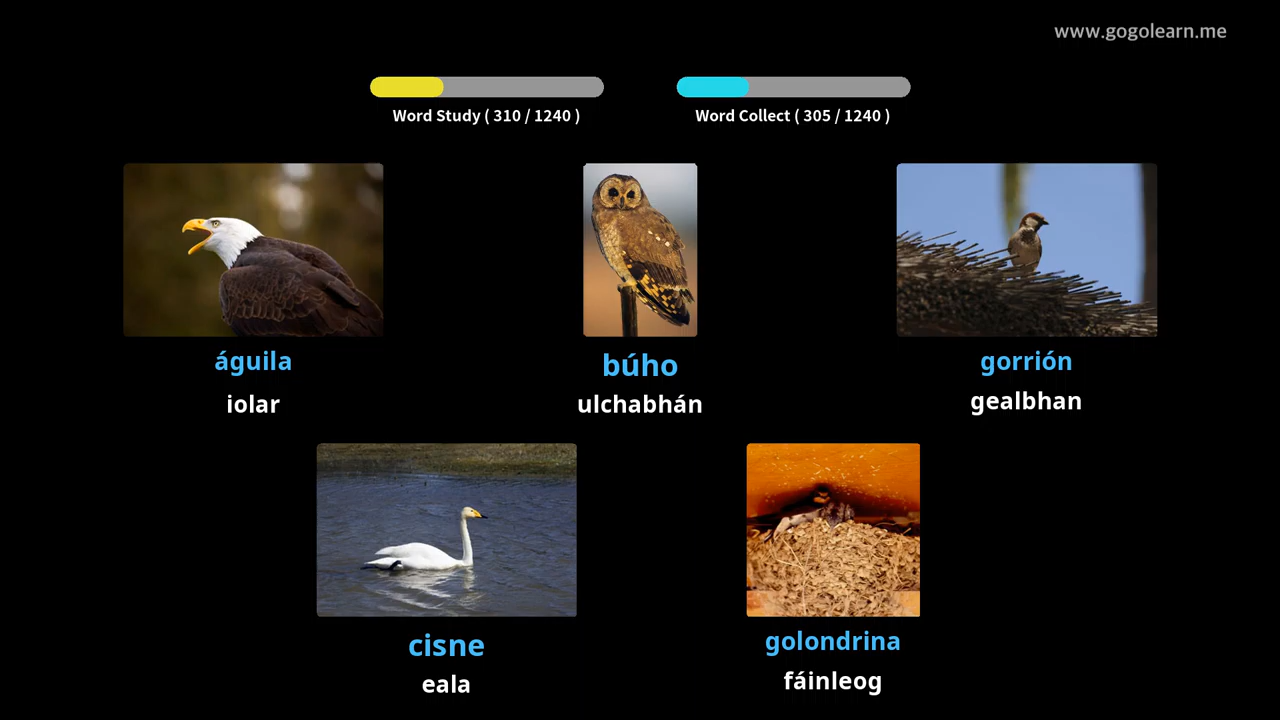 www.gogolearn.me
Word Study ( 310 / 1240 )
Word Collect ( 305 / 1240 )
águila
búho
gorrión
iolar
ulchabhán
gealbhan
cisne
golondrina
eala
fáinleog